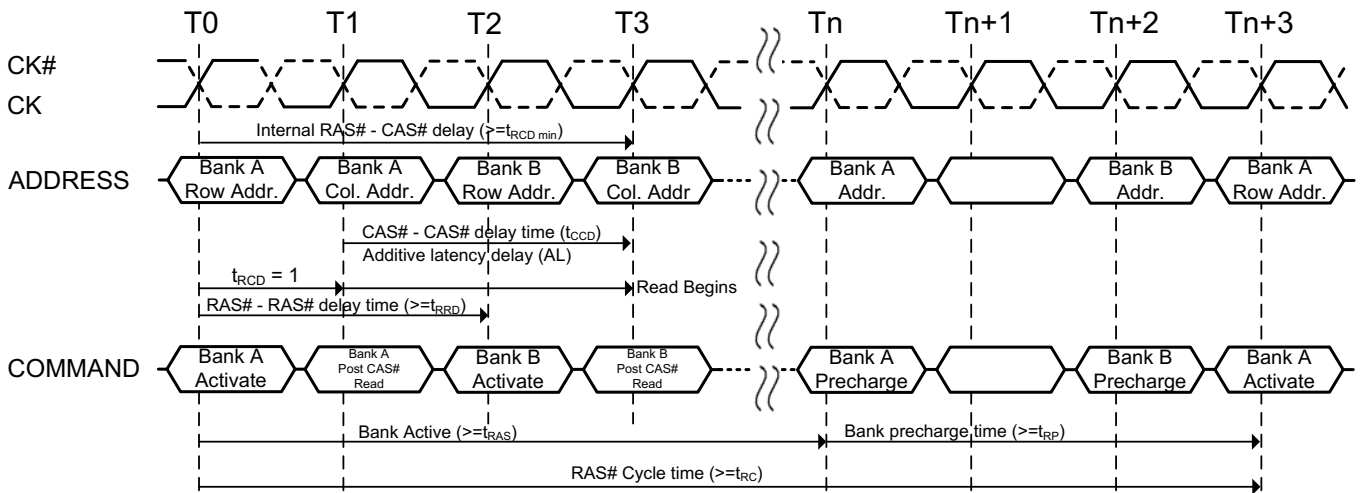 T0 T1 T2 T3 Tn Tn+1 Tn+2 Tn+3
CK#
CK
Internal RAS# - CAS# delay (>=tRCD min)
ADDRESS
Bank A Row Addr.
Bank A Col. Addr.
Bank B Row Addr.
Bank B Col. Addr
Bank A Addr.
Bank B Addr.
Bank A Row Addr.
CAS# - CAS# delay time (tCCD)
Additive latency delay (AL)
tRCD = 1
Read Begins
RAS# - RAS# delay time (>=tRRD)
COMMAND
Bank A Activate
Bank A Post CAS# Read
Bank B Activate
Bank B Post CAS# Read
Bank A Precharge
Bank B Precharge
Bank A Activate
Bank Active (>=tRAS)
Bank precharge time (>=tRP)
RAS# Cycle time (>=tRC)